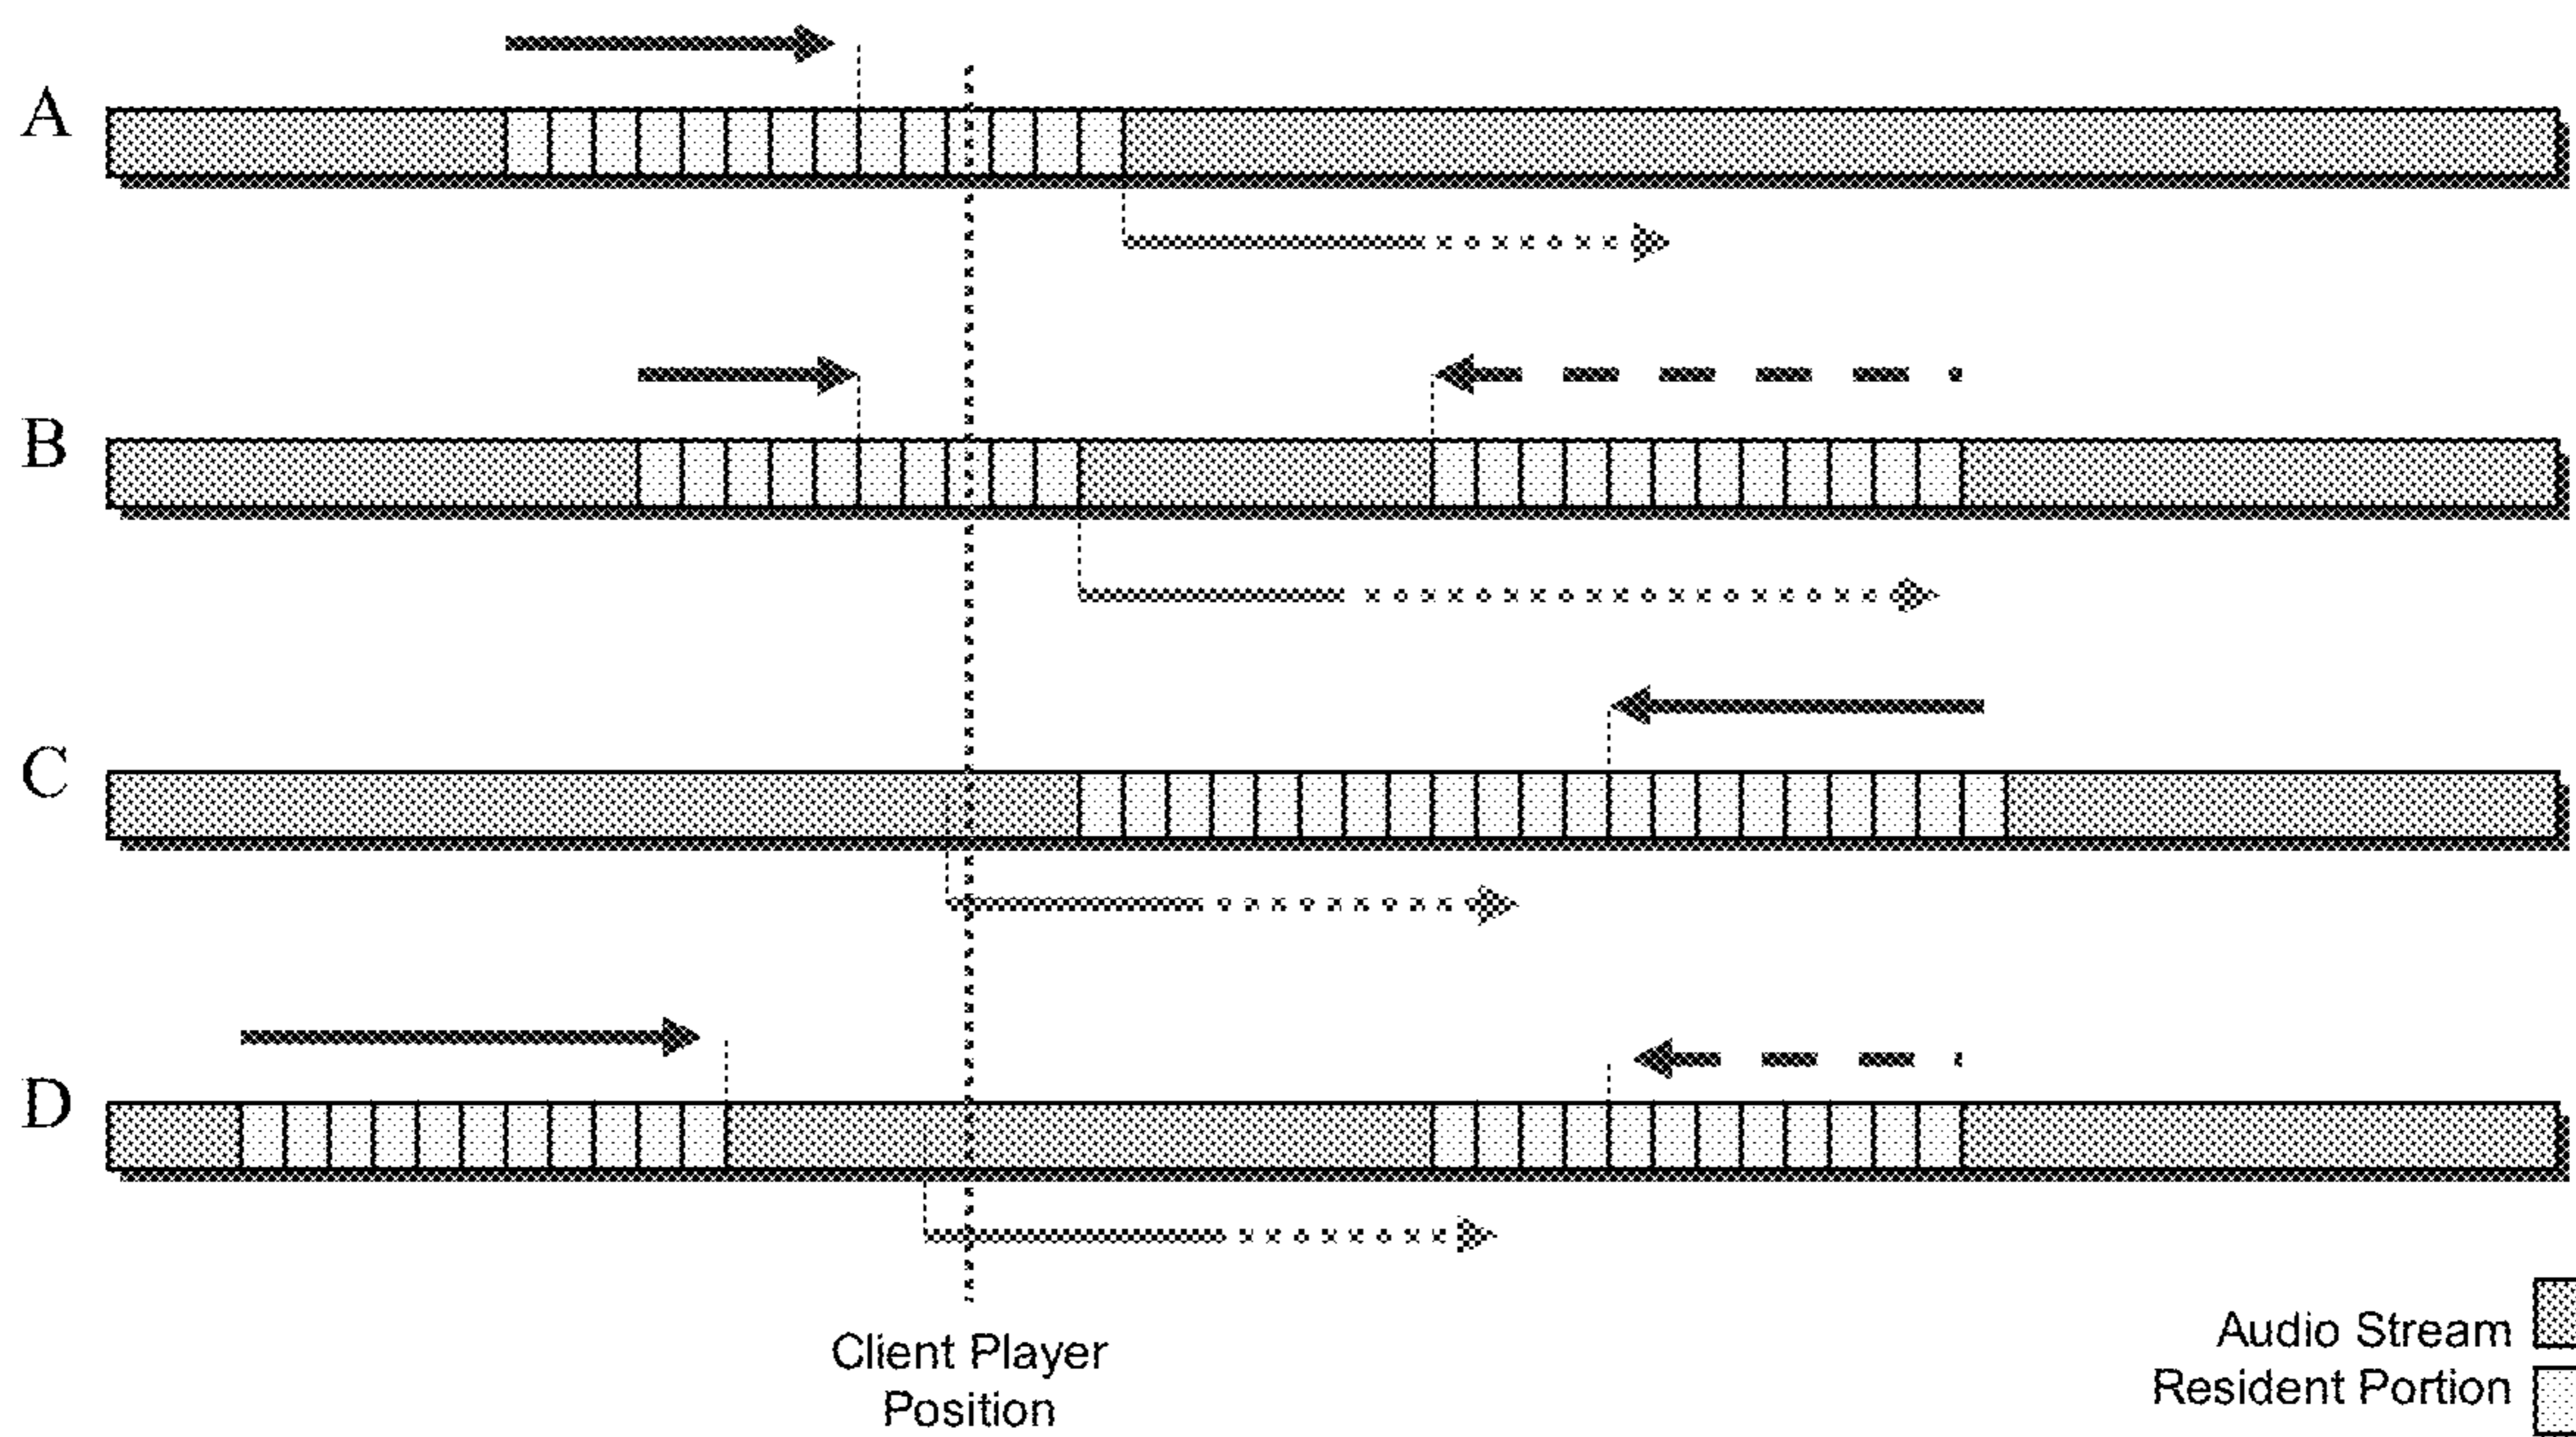 A
B
C
D
Client Player
Position
Audio Stream
Resident Portion